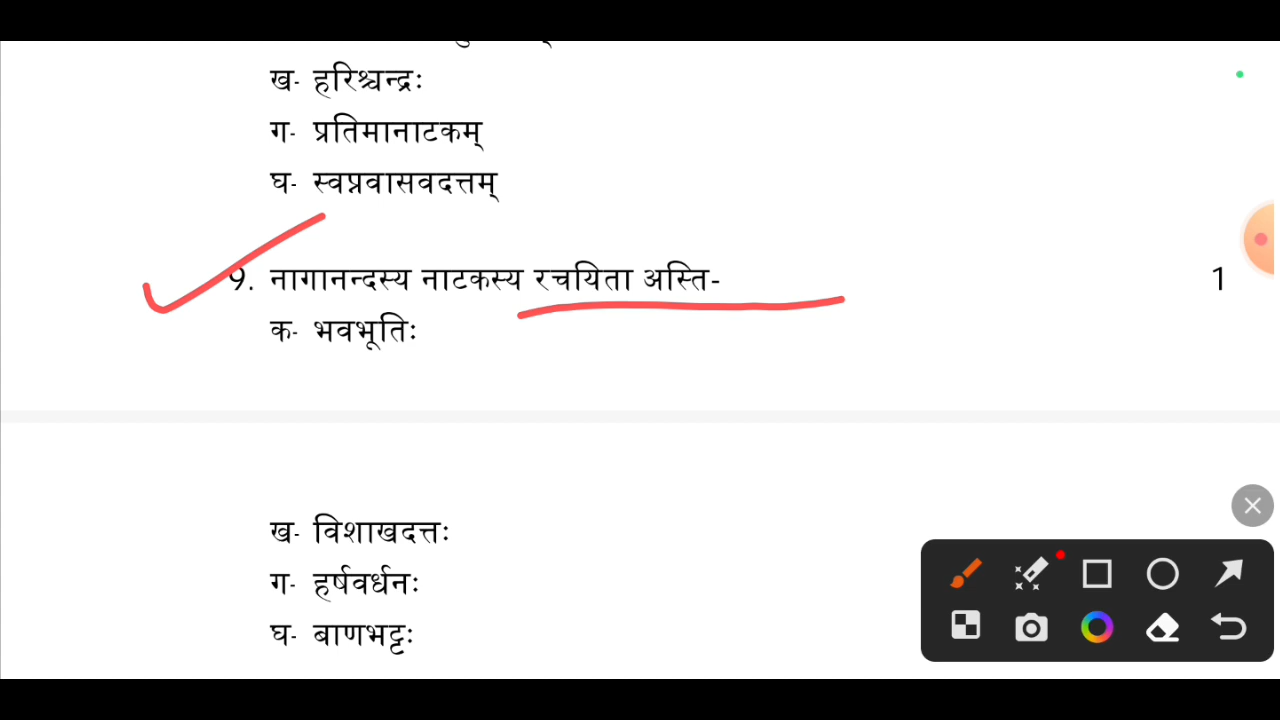 ख- हरिश्चन्द्रः
ग- प्रतिमानाटकम्
घ- स्वप्नवासवदत्तम्
9. नागानन्दस्य नाटकस्य रचयिता अस्ति- 1
क- भवभूतिः
ख- विशाखदत्तः
ग- हर्षवर्धनः
घ- बाणभट्टः